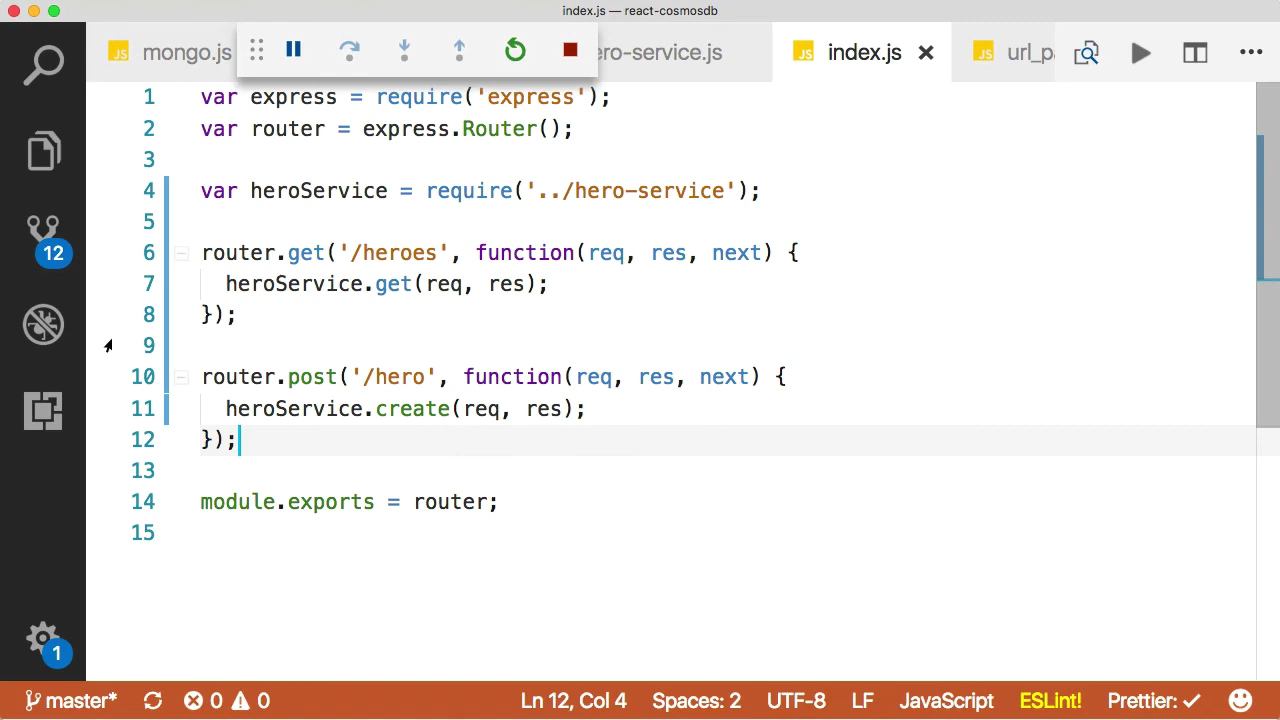 index.js — react-cosmosdb
JS mongo.js
ero-service.js
JS index.js
JS url_pa
1 var express = require('express');
2 var router = express.Router();
3
4 var heroService = require('../hero-service');
5
6 router.get('/heroes', function(req, res, next) {
7 heroService.get(req, res);
8 });
9
10 router.post('/hero', function(req, res, next) {
11 heroService.create(req, res);
12 });
13
14 module.exports = router;
15
12
1
master* 0 0 Ln 12, Col 4 Spaces: 2 UTF-8 LF JavaScript ESLint! Prettier: ✓